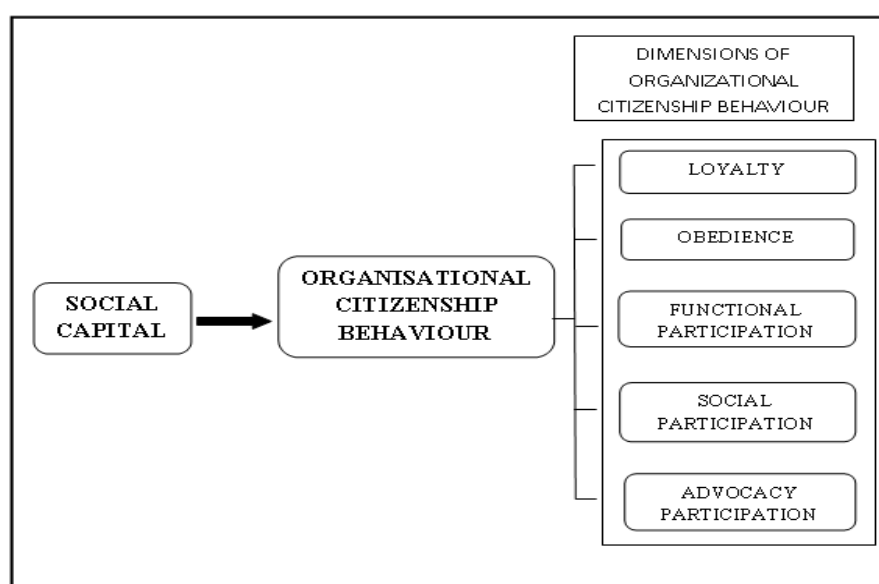 DIMENSIONS OF
ORGANIZATIONAL
CITIZENSHIP BEHAVIOUR
LOYALTY
OBEDIENCE
ORGANISATIONAL
CITIZENSHIP
BEHAVIOUR
SOCIAL
CAPITAL
FUNCTIONAL
PARTICIPATION
SOCIAL
PARTICIPATION
ADVOCACY
PARTICIPATION